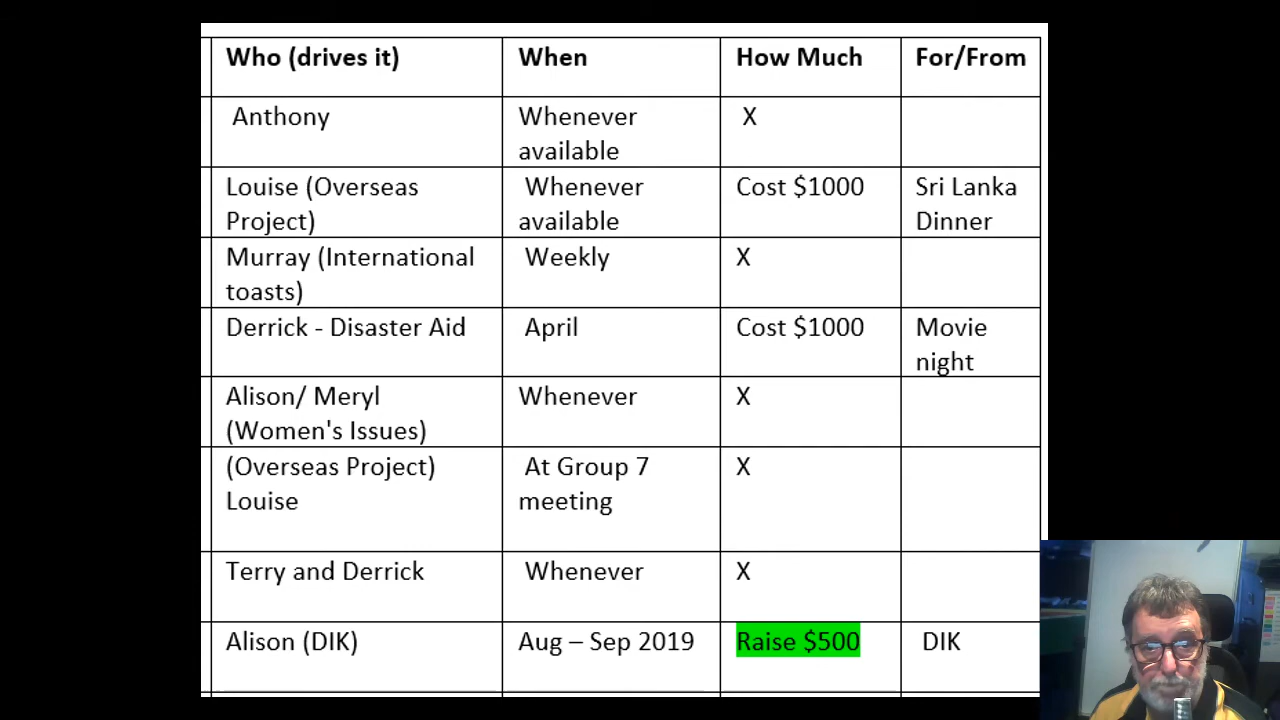 Who (drives it) When How Much For/From
Anthony Whenever available X
Louise (Overseas Project) Whenever available Cost $1000 Sri Lanka Dinner
Murray (International toasts) Weekly X
Derrick - Disaster Aid April Cost $1000 Movie night
Alison/ Meryl (Women's Issues) Whenever X
(Overseas Project) Louise At Group 7 meeting X
Terry and Derrick Whenever X
Alison (DIK) Aug – Sep 2019 Raise $500 DIK